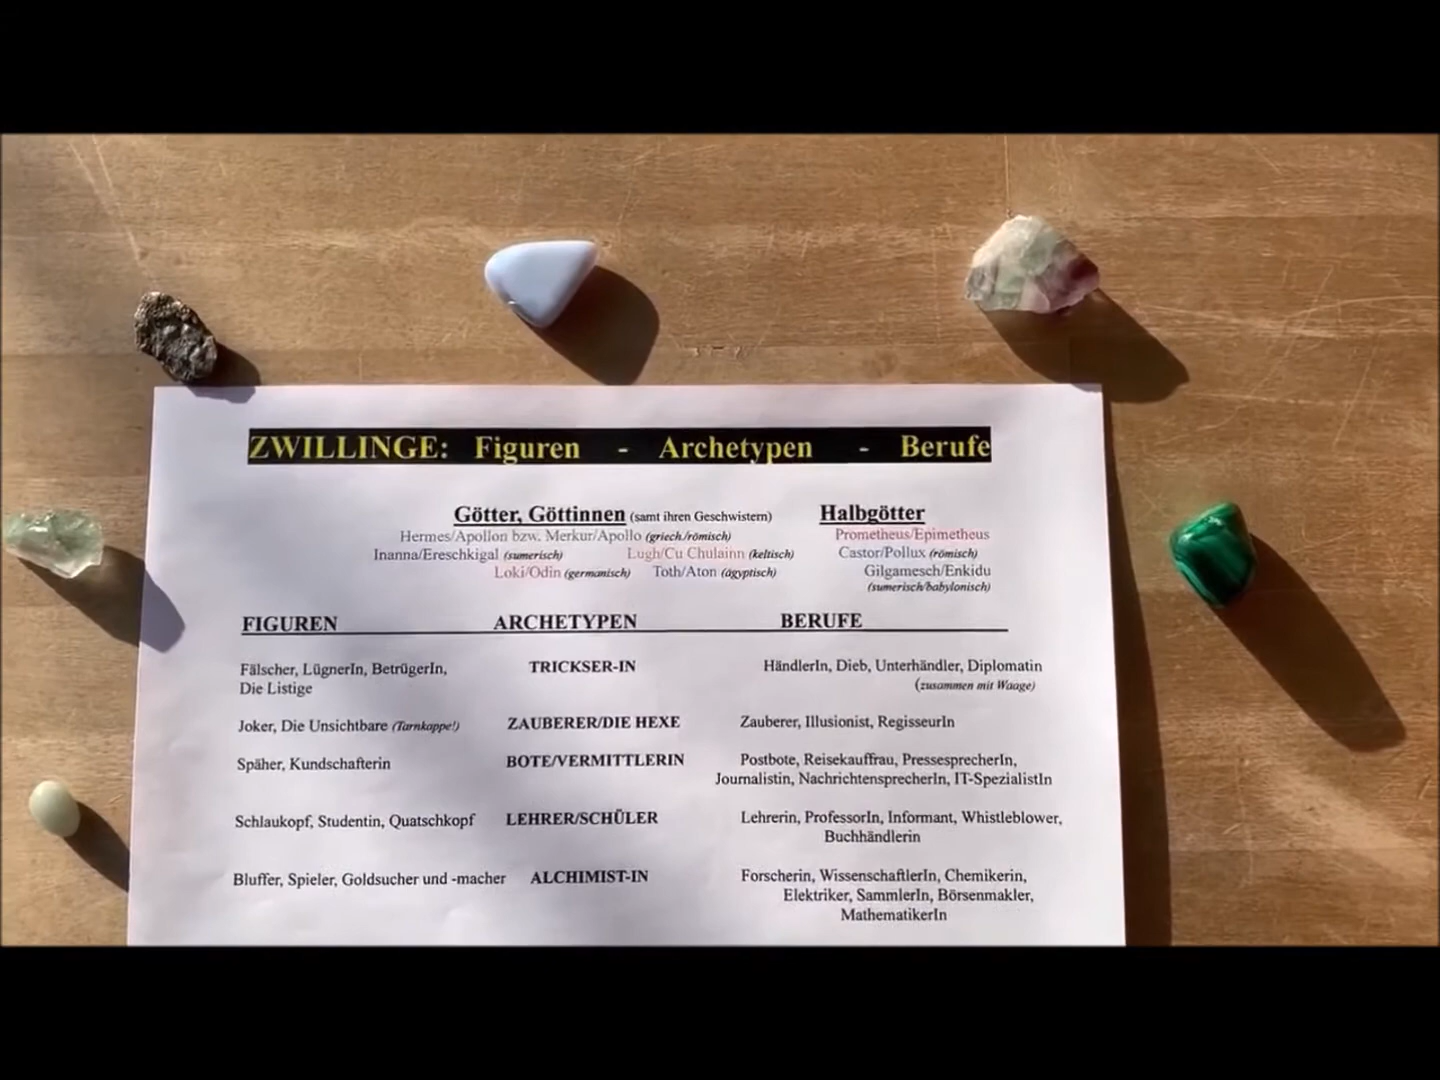 ZWILLINGE: Figuren - Archetypen - Berufe
Götter, Göttinnen (samt ihren Geschwistern) Halbgötter
Hermes/Apollon bzw. Merkur/Apollo (griech/römisch) Prometheus/Epimetheus
Inanna/Ereschkigal (sumerisch) Lugh/Cu Chulainn (keltisch) Castor/Pollux (römisch)
Loki/Odin (germanisch) Toth/Aton (ägyptisch) Gilgamesch/Enkidu
(sumerisch/babylonisch)
FIGUREN ARCHETYPEN BERUFE
Fälscher, LügnerIn, BetrügerIn, TRICKSER-IN HändlerIn, Dieb, Unterhändler, Diplomatin
Die Listige (zusammen mit Waage)
Joker, Die Unsichtbare (Tarnkappe!) ZAUBERER/DIE HEXE Zauberer, Illusionist, RegisseurIn
Späher, Kundschafterin BOTE/VERMITTLERIN Postbote, Reisekauffrau, PressesprecherIn,
Journalistin, NachrichtensprecherIn, IT-SpezialistIn
Schlaukopf, Studentin, Quatschkopf LEHRER/SCHÜLER Lehrerin, ProfessorIn, Informant, Whistleblower,
Buchhändlerin
Bluffer, Spieler, Goldsucher und -macher ALCHIMIST-IN Forscherin, WissenschaftlerIn, Chemikerin,
Elektriker, SammlerIn, Börsenmakler,
MathematikerIn